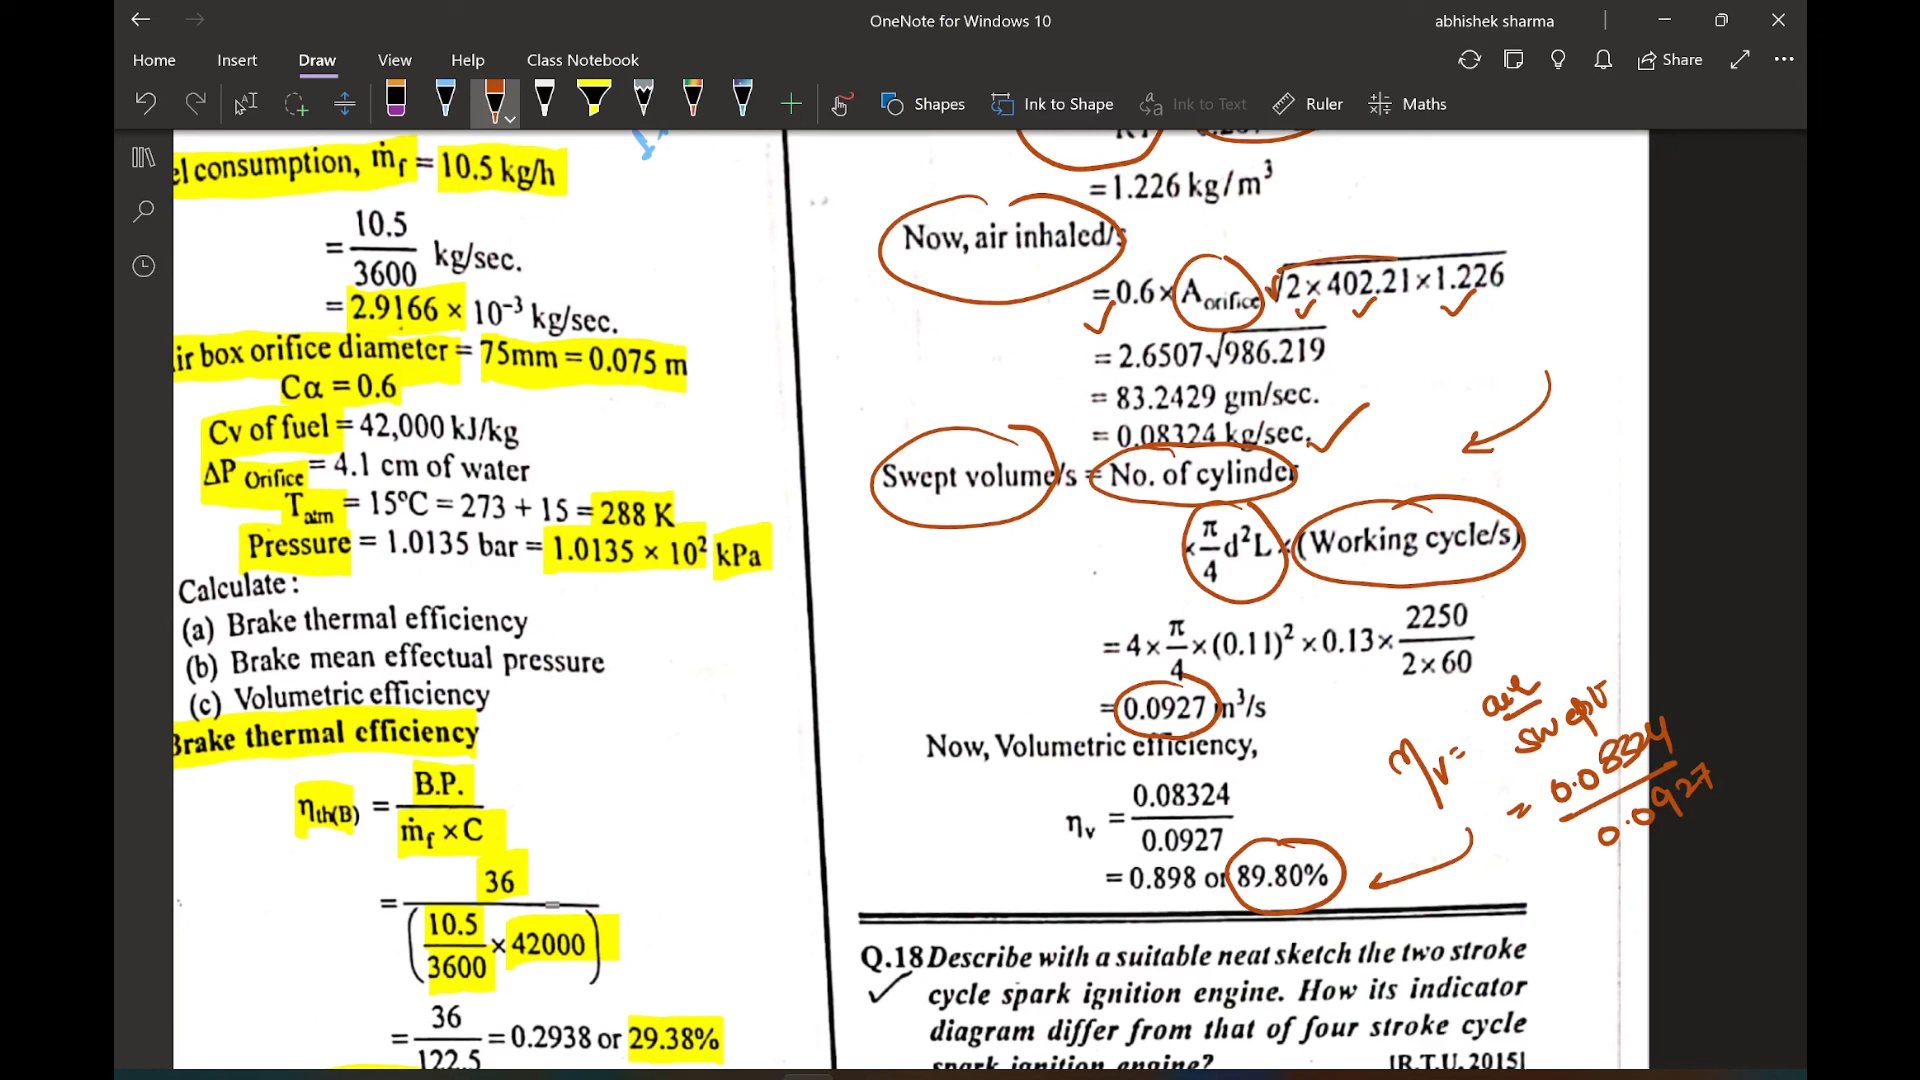 OneNote for Windows 10
abhishek sharma
Home Insert Draw View Help Class Notebook
Share
Shapes Ink to Shape Ink to Text Ruler Maths
el consumption, ṁf = 10.5 kg/h
= 10.5/3600 kg/sec.
= 2.9166 × 10⁻³ kg/sec.
ir box orifice diameter = 75mm = 0.075 m
Cα = 0.6
Cv of fuel = 42,000 kJ/kg
ΔP Orifice = 4.1 cm of water
Tatm = 15ºC = 273 + 15 = 288 K
Pressure = 1.0135 bar = 1.0135 × 10² kPa
Calculate :
(a) Brake thermal efficiency
(b) Brake mean effectual pressure
(c) Volumetric efficiency
Brake thermal efficiency
ηth(B) = B.P. / ṁf × C
= 36 / (10.5/3600 × 42000)
= 36/122.5 = 0.2938 or 29.38%
= 1.226 kg/m³
Now, air inhaled/s
= 0.6 × Aorifice √2 × 402.21 × 1.226
= 2.6507√986.219
= 83.2429 gm/sec.
= 0.08324 kg/sec.
Swept volume/s = No. of cylinder
× π/4 d²L × (Working cycle/s)
= 4 × π/4 × (0.11)² × 0.13 × 2250/2 × 60
= 0.0927 m³/s
Now, Volumetric efficiency,
ηv = 0.08324/0.0927
= 0.898 or 89.80%
ηv = air/swept V
= 0.08324/0.0927
Q.18 Describe with a suitable neat sketch the two stroke
cycle spark ignition engine. How its indicator
diagram differ from that of four stroke cycle
spark ignition engine? [R.T.U. 2015]